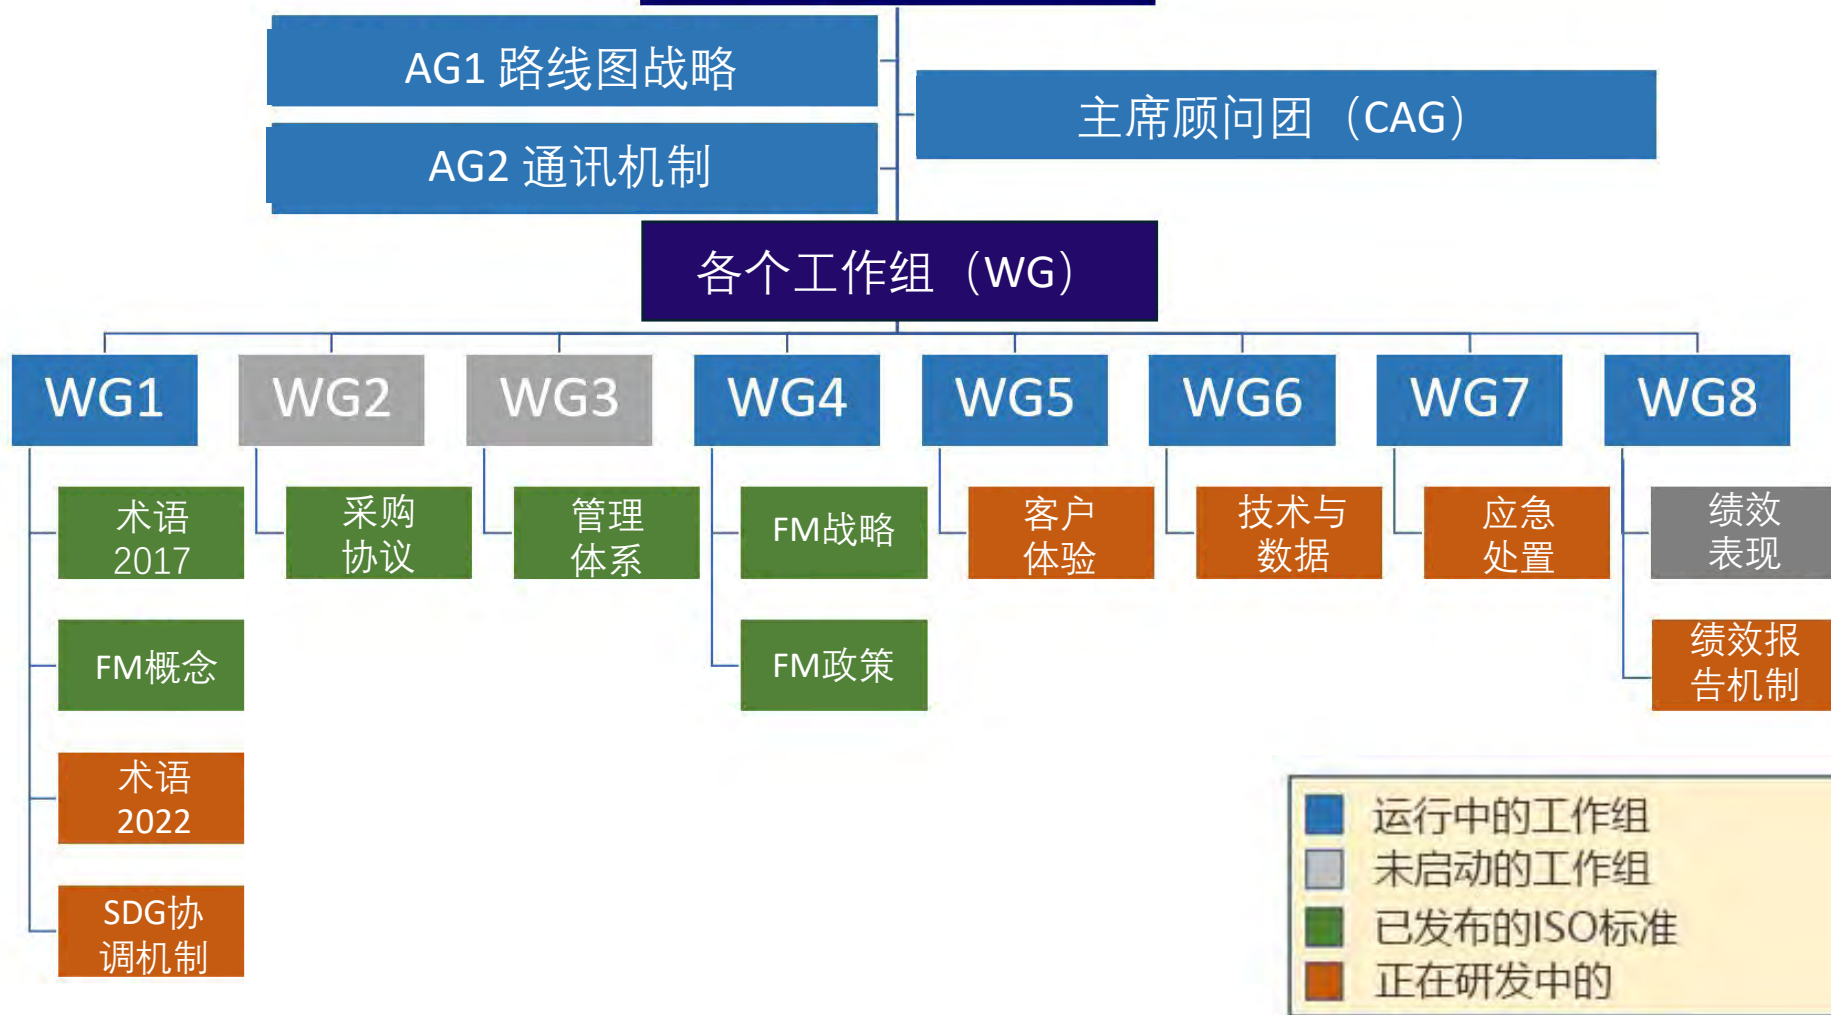 AG1 路线图战略
主席顾问团（CAG）
AG2 通讯机制
各个工作组（WG）
WG1
WG2
WG3
WG4
WG5
WG6
WG7
WG8
术语
2017
采购
协议
管理
体系
FM战略
客户
体验
技术与
数据
应急
处置
绩效
表现
FM概念
FM政策
绩效报
告机制
术语
2022
SDG协
调机制
运行中的工作组
未启动的工作组
已发布的ISO标准
正在研发中的